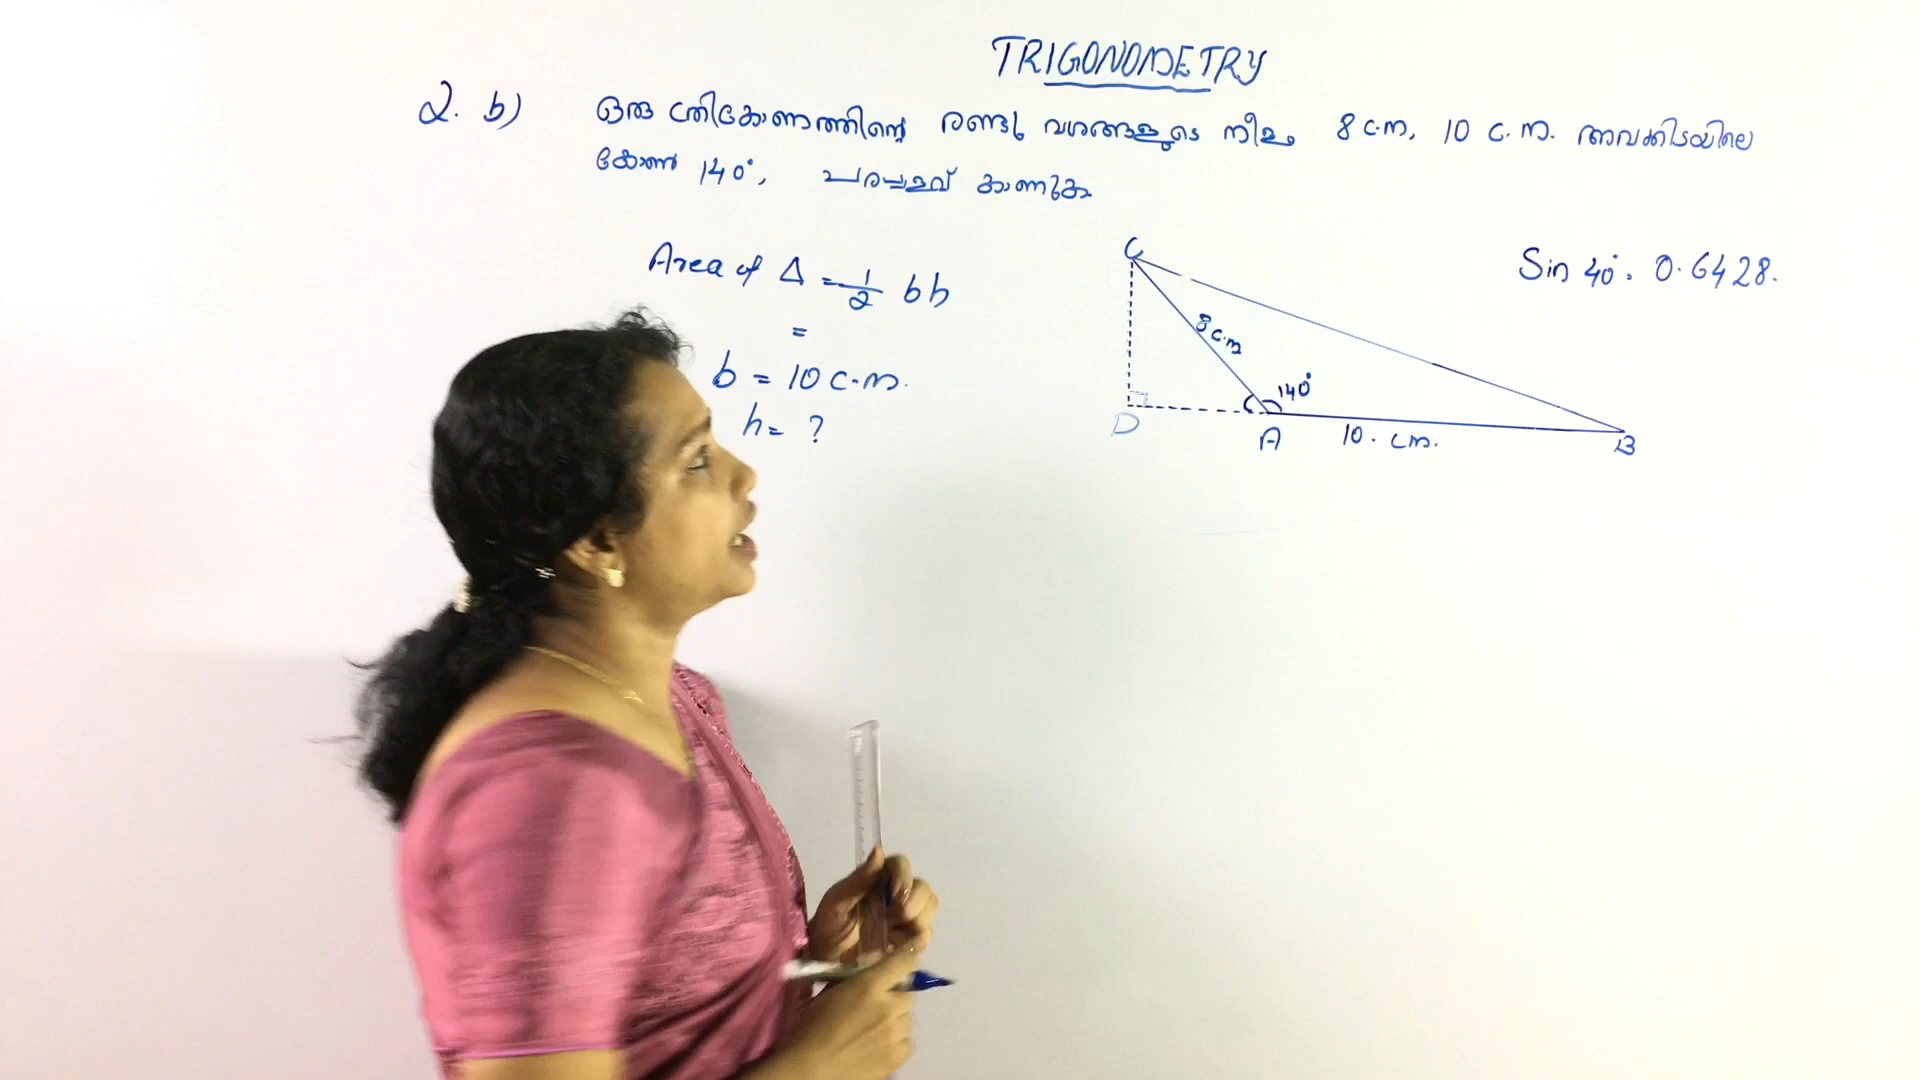 TRIGONOMETRY
2. b) ഒരു ത്രികോണത്തിന്റെ രണ്ടു വശങ്ങളുടെ നീളം 8 c.m, 10 c.m. അവക്കിടയിലെ
കോൺ 140°, പരപ്പളവ് കാണുക
Area of Δ = 1/2 bh
=
b = 10 c.m.
h = ?
Sin 40° = 0.6428.
C
8 c.m
140°
D
A
10. cm.
B